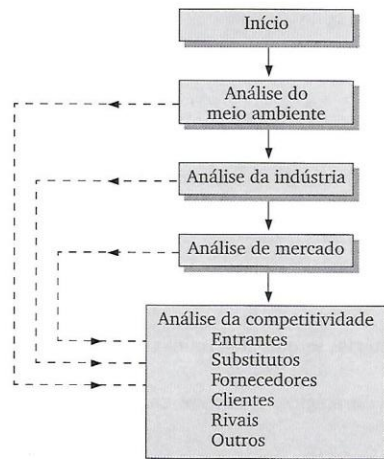 Início
Análise do
meio ambiente
Análise da indústria
Análise de mercado
Análise da competitividade
Entrantes
Substitutos
Fornecedores
Clientes
Rivais
Outros